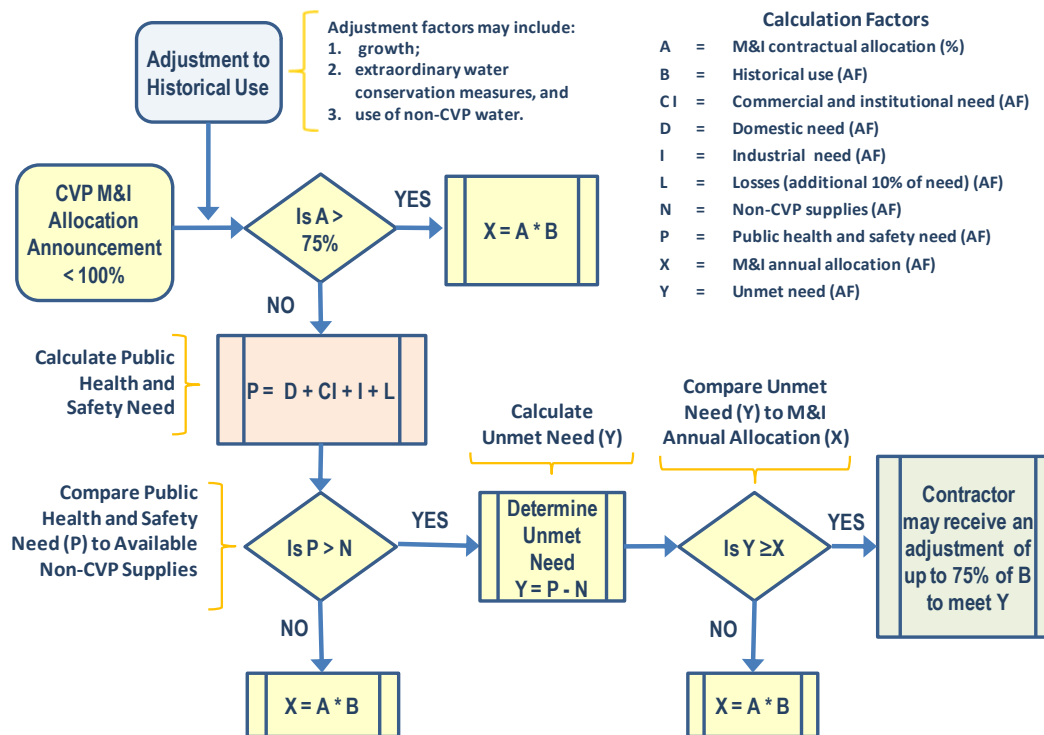 Adjustment to
Historical Use
Adjustment factors may include:
1. growth;
2. extraordinary water
conservation measures, and
3. use of non-CVP water.
Calculation Factors
A = M&I contractual allocation (%)
B = Historical use (AF)
CI = Commercial and institutional need (AF)
D = Domestic need (AF)
I = Industrial need (AF)
L = Losses (additional 10% of need) (AF)
N = Non-CVP supplies (AF)
P = Public health and safety need (AF)
X = M&I annual allocation (AF)
Y = Unmet need (AF)
CVP M&I
Allocation
Announcement
< 100%
Is A >
75%
YES
X = A * B
NO
Calculate Public
Health and
Safety Need
P = D + CI + I + L
Compare Public
Health and Safety
Need (P) to Available
Non-CVP Supplies
Is P > N
YES
Calculate
Unmet Need (Y)
Determine
Unmet
Need
Y = P - N
Compare Unmet
Need (Y) to M&I
Annual Allocation (X)
Is Y ≥X
YES
Contractor
may receive an
adjustment of
up to 75% of B
to meet Y
NO
X = A * B
NO
X = A * B